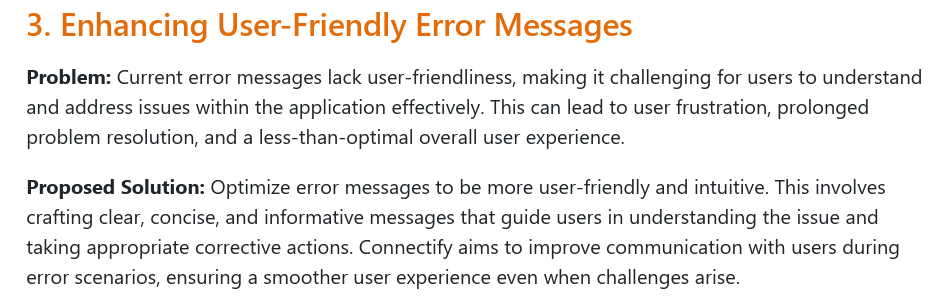 3. Enhancing User-Friendly Error Messages
Problem: Current error messages lack user-friendliness, making it challenging for users to understand
and address issues within the application effectively. This can lead to user frustration, prolonged
problem resolution, and a less-than-optimal overall user experience.
Proposed Solution: Optimize error messages to be more user-friendly and intuitive. This involves
crafting clear, concise, and informative messages that guide users in understanding the issue and
taking appropriate corrective actions. Connectify aims to improve communication with users during
error scenarios, ensuring a smoother user experience even when challenges arise.